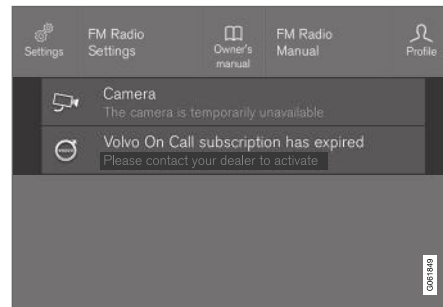 Settings
FM Radio
Settings
Owner's
manual
FM Radio
Manual
Profile
Camera
The camera is temporarily unavailable
Volvo On Call subscription has expired
Please contact your dealer to activate
G061849